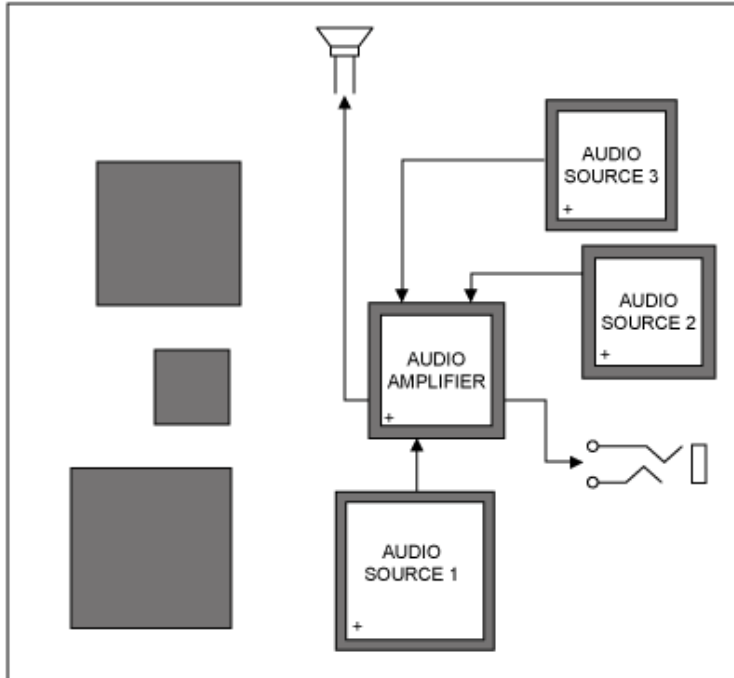 AUDIO
SOURCE 3
+
AUDIO
SOURCE 2
+
AUDIO
AMPLIFIER
+
AUDIO
SOURCE 1
+